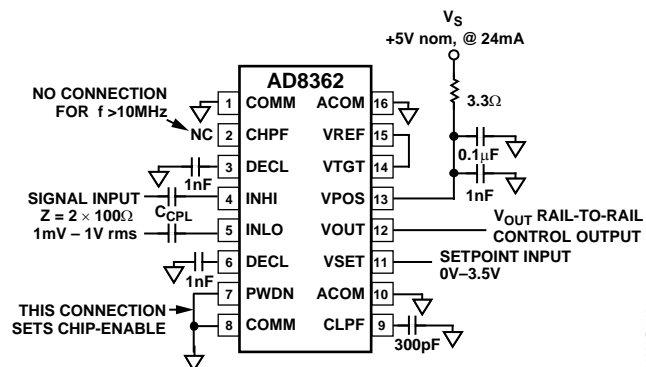 V_S
+5V nom, @ 24mA
AD8362
NO CONNECTION
FOR f >10MHz
3.3Ω
1 COMM ACOM 16
NC 2 CHPF VREF 15
0.1μF
3 DECL VTGT 14
1nF
1nF
SIGNAL INPUT
4 INHI VPOS 13
Z = 2 × 100Ω
C_CPL
1mV – 1V rms
5 INLO VOUT 12
V_OUT RAIL-TO-RAIL
CONTROL OUTPUT
6 DECL VSET 11
SETPOINT INPUT
0V–3.5V
1nF
7 PWDN ACOM 10
THIS CONNECTION
SETS CHIP-ENABLE
8 COMM CLPF 9
300pF